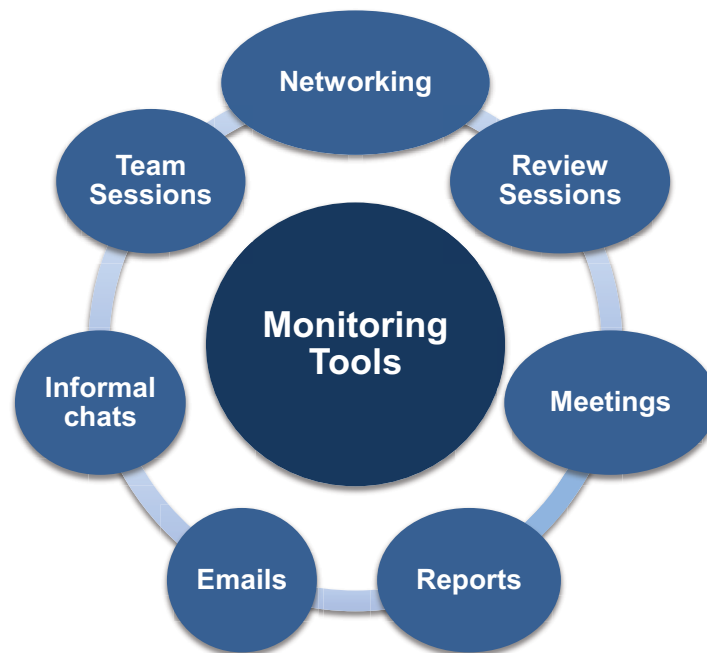 Networking
Review
Sessions
Meetings
Reports
Emails
Informal
chats
Team
Sessions
Monitoring
Tools